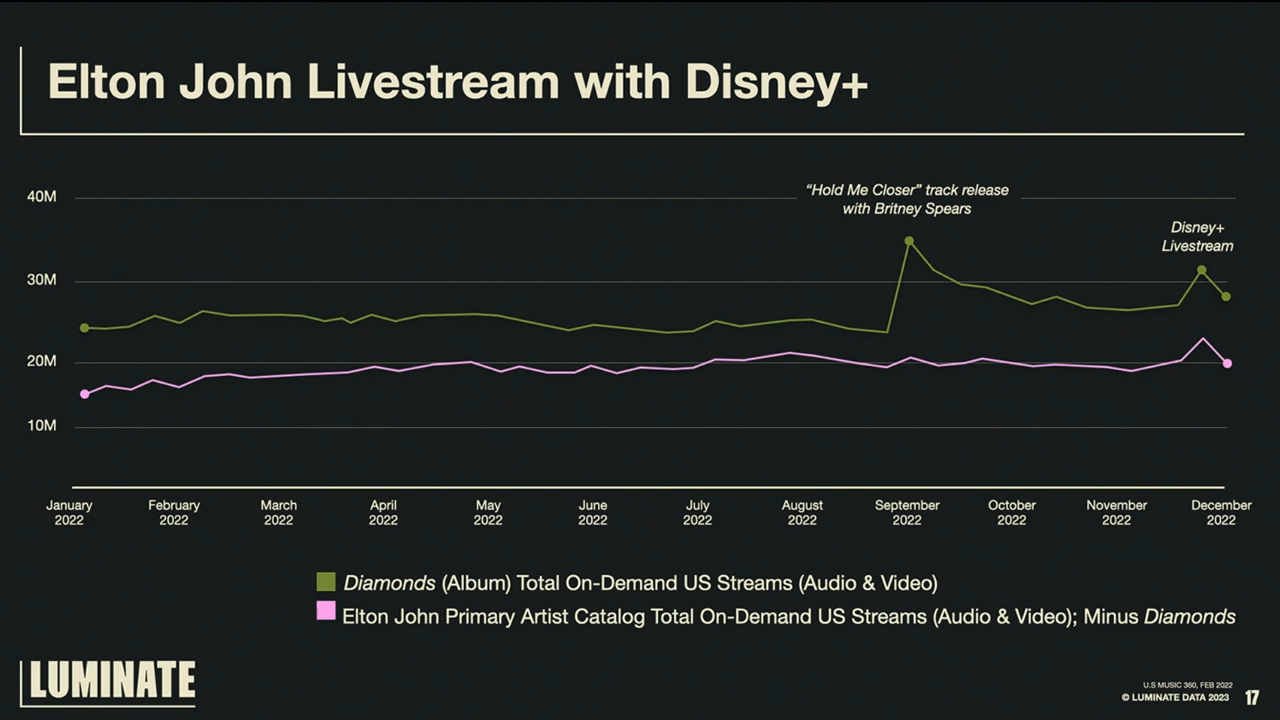 Elton John Livestream with Disney+
“Hold Me Closer” track release
with Britney Spears
Disney+
Livestream
40M
30M
20M
10M
January
2022
February
2022
March
2022
April
2022
May
2022
June
2022
July
2022
August
2022
September
2022
October
2022
November
2022
December
2022
Diamonds (Album) Total On-Demand US Streams (Audio & Video)
Elton John Primary Artist Catalog Total On-Demand US Streams (Audio & Video); Minus Diamonds
LUMINATE
U.S MUSIC 360, FEB 2022
© LUMINATE DATA 2023
17